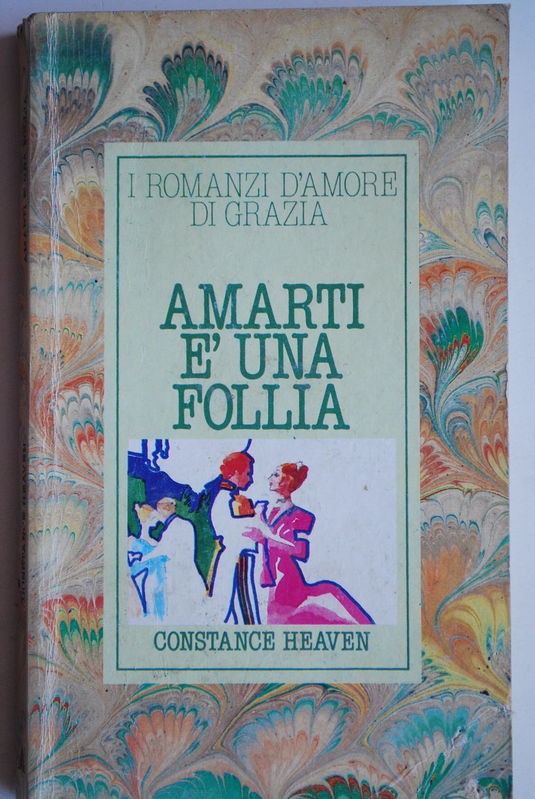 I ROMANZI D'AMORE
DI GRAZIA
AMARTI
E' UNA
FOLLIA
CONSTANCE HEAVEN